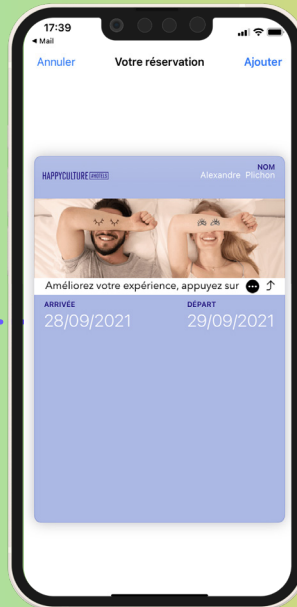 17:39
◂ Mail
Annuler Votre réservation Ajouter
HAPPYCULTURE HOTELS
NOM
Alexandre Plichon
Améliorez votre expérience, appuyez sur
ARRIVÉE DÉPART
28/09/2021 29/09/2021